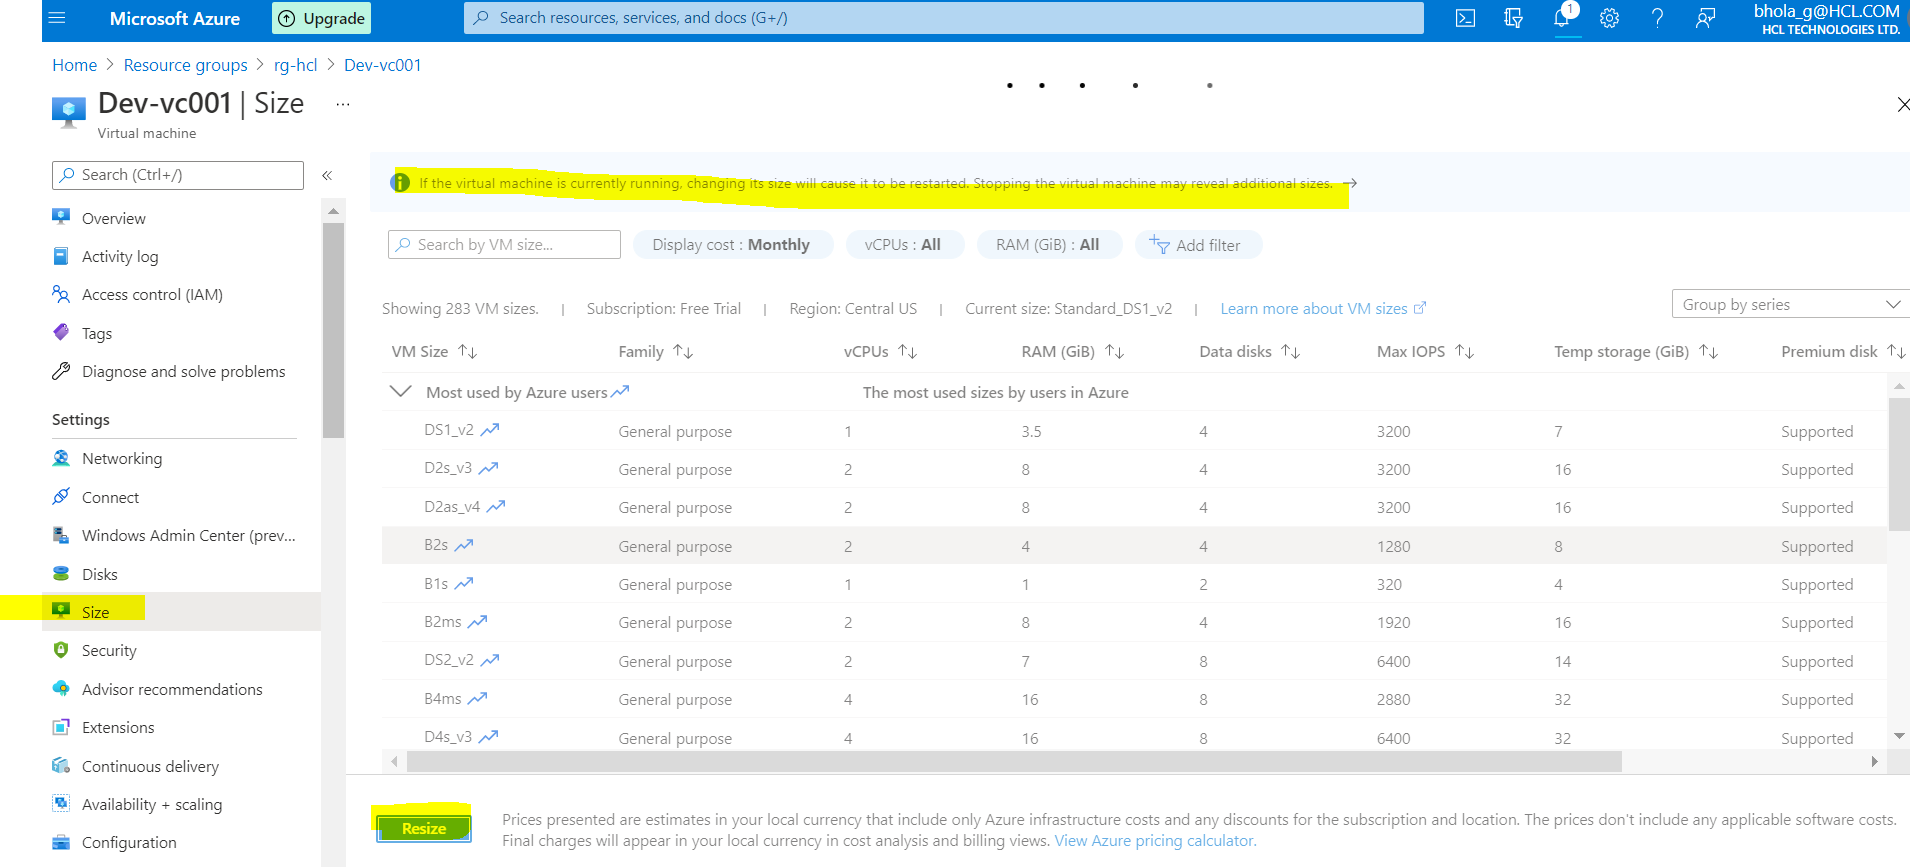 Microsoft Azure
Upgrade
Search resources, services, and docs (G+/)
1
bhola_g@HCL.COM
HCL TECHNOLOGIES LTD.
Home > Resource groups > rg-hcl > Dev-vc001
Dev-vc001 | Size ...
Virtual machine
Search (Ctrl+/)
«
Overview
Activity log
Access control (IAM)
Tags
Diagnose and solve problems
Settings
Networking
Connect
Windows Admin Center (prev...
Disks
Size
Security
Advisor recommendations
Extensions
Continuous delivery
Availability + scaling
Configuration
If the virtual machine is currently running, changing its size will cause it to be restarted. Stopping the virtual machine may reveal additional sizes. →
Search by VM size...
Display cost : Monthly
vCPUs : All
RAM (GiB) : All
Add filter
Showing 283 VM sizes. | Subscription: Free Trial | Region: Central US | Current size: Standard_DS1_v2 | Learn more about VM sizes
Group by series
VM Size ↑↓ Family ↑↓ vCPUs ↑↓ RAM (GiB) ↑↓ Data disks ↑↓ Max IOPS ↑↓ Temp storage (GiB) ↑↓ Premium disk ↑↓
Most used by Azure users The most used sizes by users in Azure
DS1_v2 General purpose 1 3.5 4 3200 7 Supported
D2s_v3 General purpose 2 8 4 3200 16 Supported
D2as_v4 General purpose 2 8 4 3200 16 Supported
B2s General purpose 2 4 4 1280 8 Supported
B1s General purpose 1 1 2 320 4 Supported
B2ms General purpose 2 8 4 1920 16 Supported
DS2_v2 General purpose 2 7 8 6400 14 Supported
B4ms General purpose 4 16 8 2880 32 Supported
D4s_v3 General purpose 4 16 8 6400 32 Supported
Resize
Prices presented are estimates in your local currency that include only Azure infrastructure costs and any discounts for the subscription and location. The prices don't include any applicable software costs.
Final charges will appear in your local currency in cost analysis and billing views. View Azure pricing calculator.